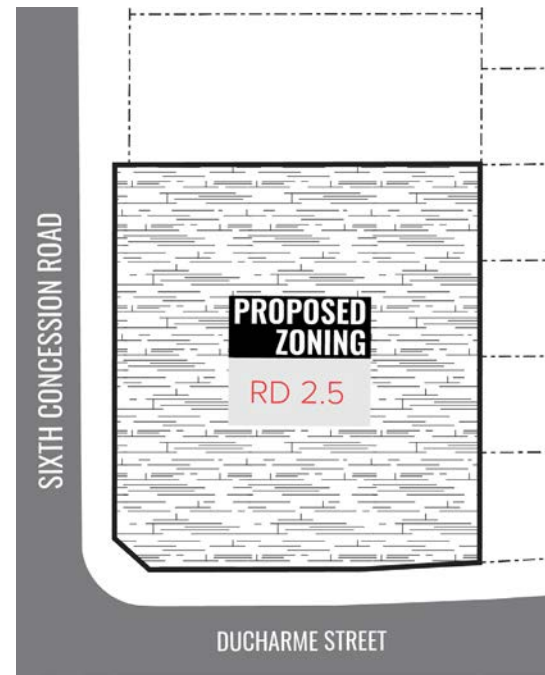 SIXTH CONCESSION ROAD
PROPOSED
ZONING
RD 2.5
DUCHARME STREET